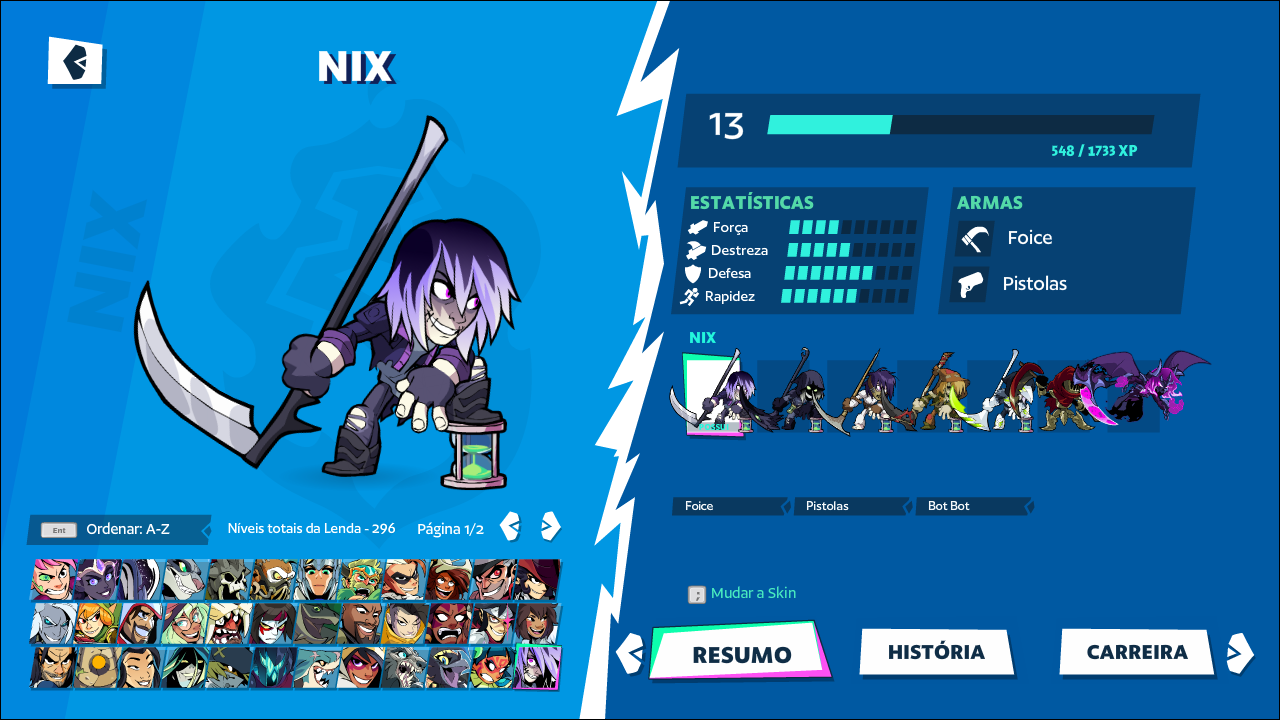 NIX
NIX
13
548 / 1733 XP
ESTATÍSTICAS
Força
Destreza
Defesa
Rapidez
ARMAS
Foice
Pistolas
NIX
Foice
Pistolas
Bot Bot
Ent
Ordenar: A-Z
Níveis totais da Lenda - 296
Página 1/2
; Mudar a Skin
RESUMO
HISTÓRIA
CARREIRA